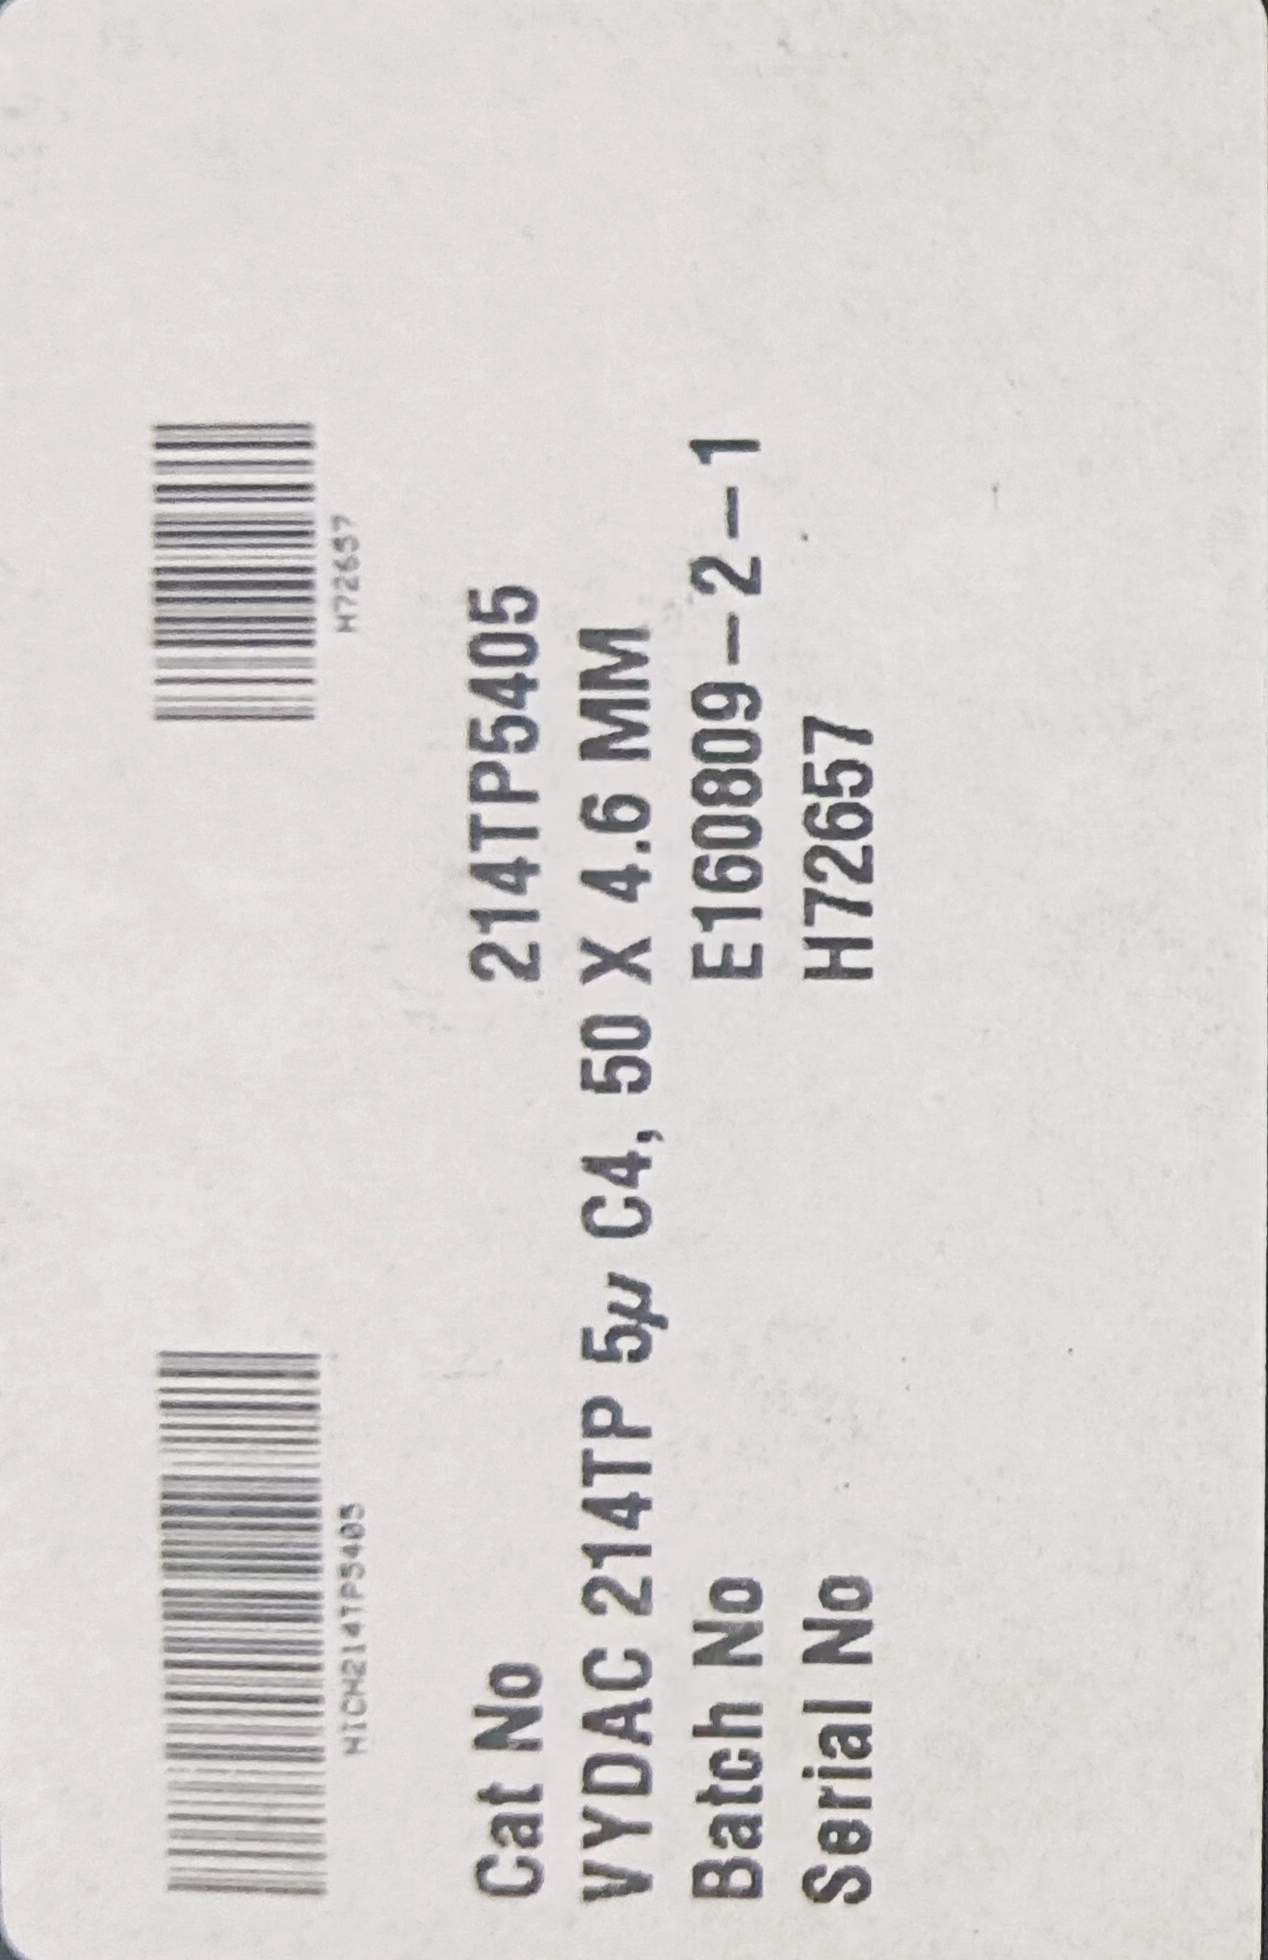 HICH214TP5405
H72657
Cat No 214TP5405
VYDAC 214TP 5μ C4, 50 X 4.6 MM
Batch No E160809-2-1
Serial No H72657